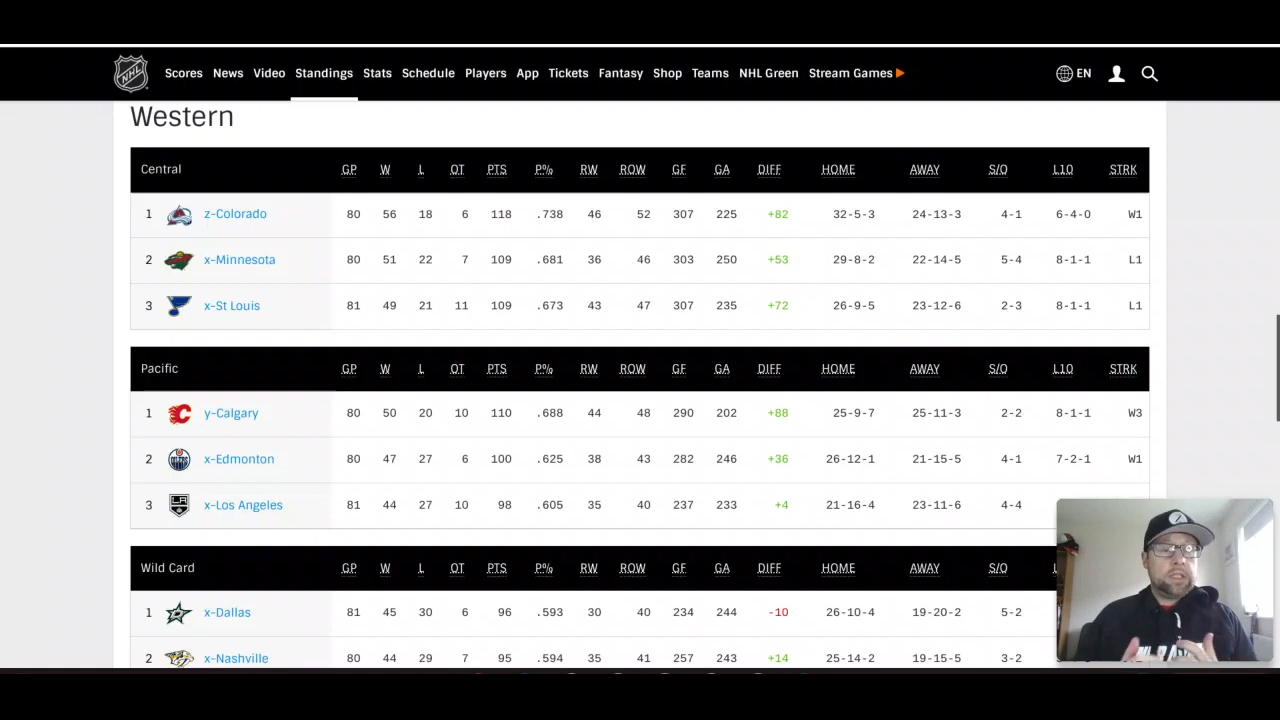 NHL Scores News Video Standings Stats Schedule Players App Tickets Fantasy Shop Teams NHL Green Stream Games EN
Western
Central GP W L OT PTS P% RW ROW GF GA DIFF HOME AWAY S/O L10 STRK
1 z-Colorado 80 56 18 6 118 .738 46 52 307 225 +82 32-5-3 24-13-3 4-1 6-4-0 W1
2 x-Minnesota 80 51 22 7 109 .681 36 46 303 250 +53 29-8-2 22-14-5 5-4 8-1-1 L1
3 x-St Louis 81 49 21 11 109 .673 43 47 307 235 +72 26-9-5 23-12-6 2-3 8-1-1 L1
Pacific GP W L OT PTS P% RW ROW GF GA DIFF HOME AWAY S/O L10 STRK
1 y-Calgary 80 50 20 10 110 .688 44 48 290 202 +88 25-9-7 25-11-3 2-2 8-1-1 W3
2 x-Edmonton 80 47 27 6 100 .625 38 43 282 246 +36 26-12-1 21-15-5 4-1 7-2-1 W1
3 x-Los Angeles 81 44 27 10 98 .605 35 40 237 233 +4 21-16-4 23-11-6 4-4
Wild Card GP W L OT PTS P% RW ROW GF GA DIFF HOME AWAY S/O
1 x-Dallas 81 45 30 6 96 .593 30 40 234 244 -10 26-10-4 19-20-2 5-2
2 x-Nashville 80 44 29 7 95 .594 35 41 257 243 +14 25-14-2 19-15-5 3-2